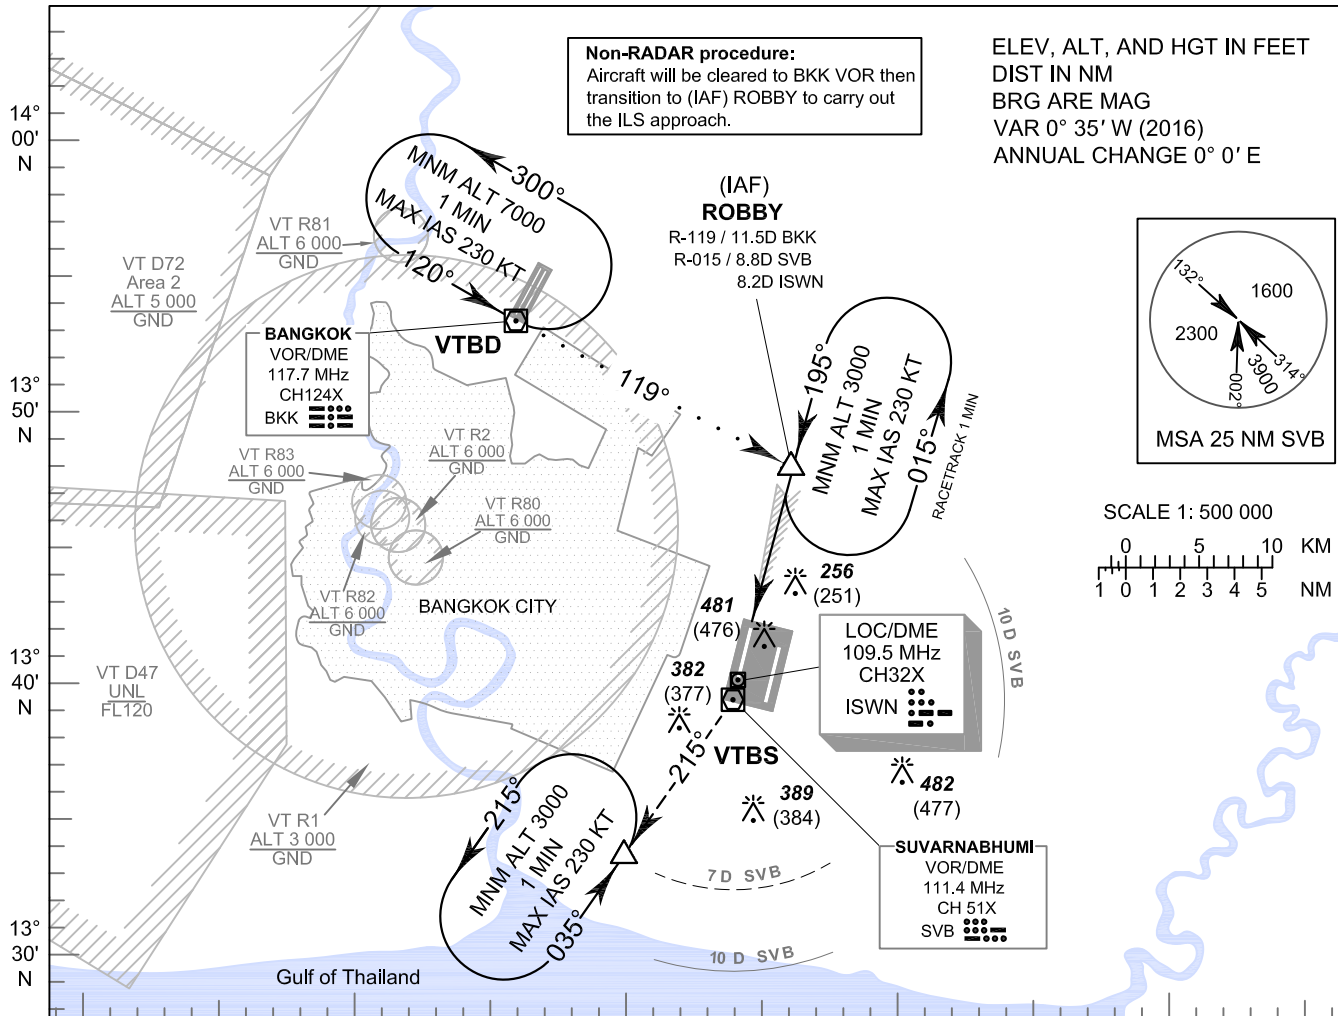 Non-RADAR procedure:
Aircraft will be cleared to BKK VOR then
transition to (IAF) ROBBY to carry out
the ILS approach.
ELEV, ALT, AND HGT IN FEET
DIST IN NM
BRG ARE MAG
VAR 0° 35' W (2016)
ANNUAL CHANGE 0° 0' E
14°
00'
N
13°
50'
N
13°
40'
N
13°
30'
N
300°
MNM ALT 7000
1 MIN
MAX IAS 230 KT
120°
VT R81
ALT 6 000
GND
VT D72
Area 2
ALT 5 000
GND
BANGKOK
VOR/DME
117.7 MHz
CH124X
BKK
VTBD
119°
(IAF)
ROBBY
R-119 / 11.5D BKK
R-015 / 8.8D SVB
8.2D ISWN
195°
MNM ALT 3000
1 MIN
MAX IAS 230 KT
015°
RACETRACK 1 MIN
132°
1600
2300
314°
3900
002°
MSA 25 NM SVB
SCALE 1: 500 000
0 5 10 KM
1 0 1 2 3 4 5 NM
VT R2
ALT 6 000
GND
VT R83
ALT 6 000
GND
VT R80
ALT 6 000
GND
VT R82
ALT 6 000
GND
BANGKOK CITY
256
(251)
481
(476)
382
(377)
LOC/DME
109.5 MHz
CH32X
ISWN
10 D SVB
VT D47
UNL
FL120
VTBS
215°
482
(477)
389
(384)
215°
MNM ALT 3000
1 MIN
MAX IAS 230 KT
035°
VT R1
ALT 3 000
GND
SUVARNABHUMI
VOR/DME
111.4 MHz
CH 51X
SVB
7 D SVB
10 D SVB
Gulf of Thailand